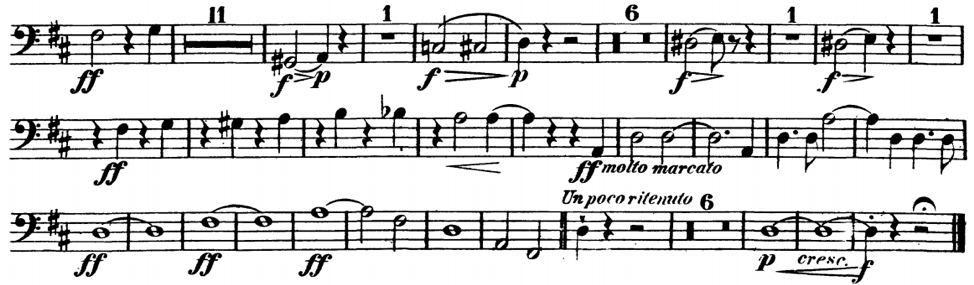 11 1 6 1 1
ff f p f p f f
ff ff molto marcato
Un poco ritenuto 6
ff ff ff p cresc. f